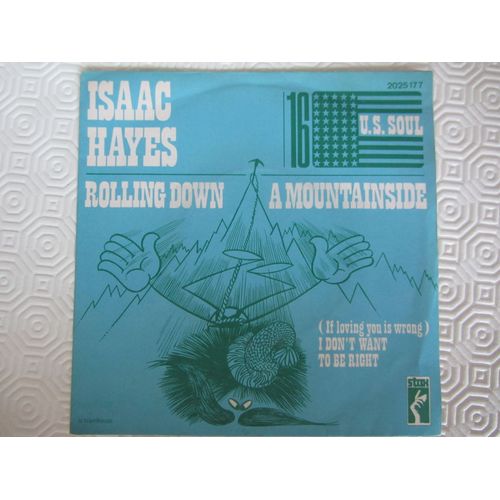 2025 177
ISAAC
HAYES
16
U.S. SOUL
ROLLING DOWN A MOUNTAINSIDE
( If loving you is wrong )
I DON'T WANT
TO BE RIGHT
stax